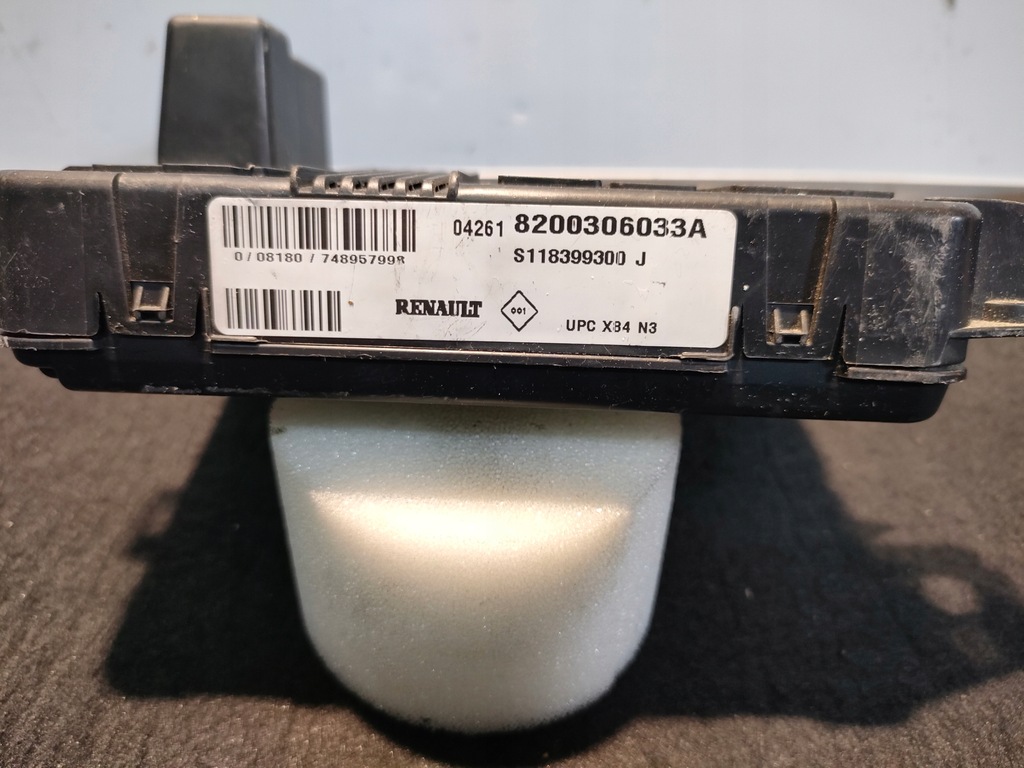 04261 8200306033A
S118399300 J
0/08180/748957998
RENAULT 001 UPC X84 N3